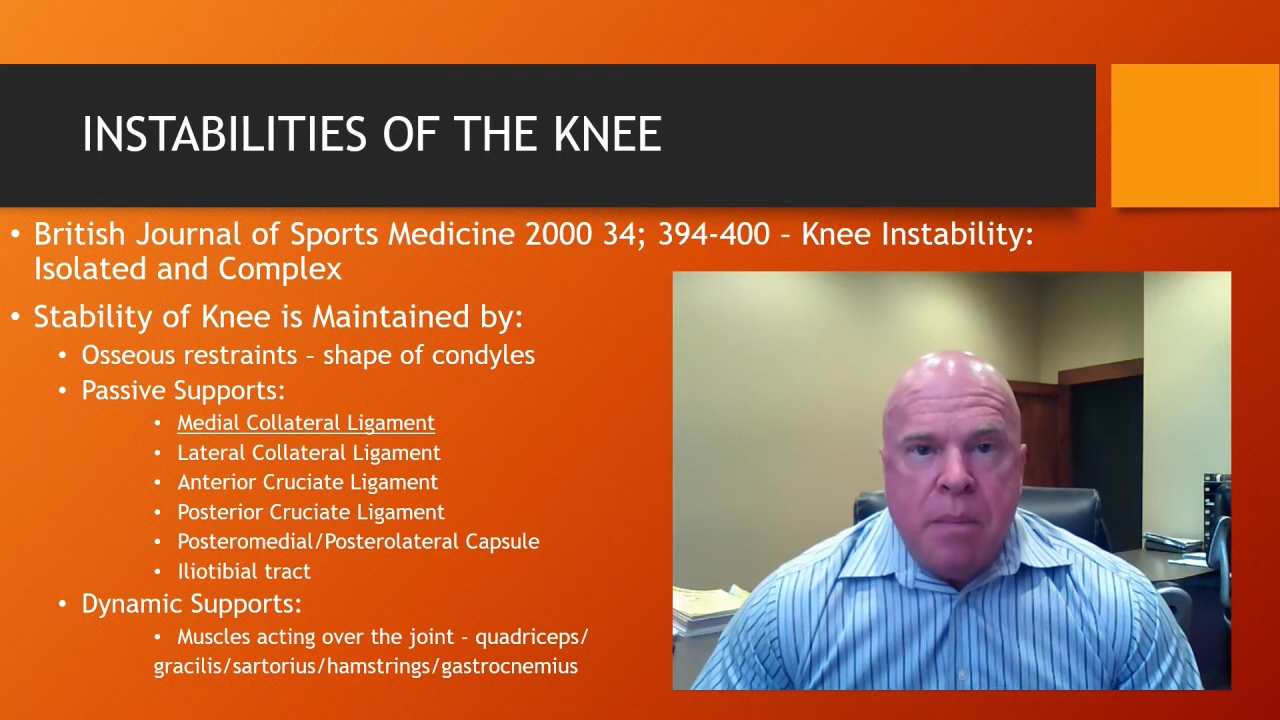 INSTABILITIES OF THE KNEE
• British Journal of Sports Medicine 2000 34; 394-400 – Knee Instability:
Isolated and Complex
• Stability of Knee is Maintained by:
• Osseous restraints – shape of condyles
• Passive Supports:
• Medial Collateral Ligament
• Lateral Collateral Ligament
• Anterior Cruciate Ligament
• Posterior Cruciate Ligament
• Posteromedial/Posterolateral Capsule
• Iliotibial tract
• Dynamic Supports:
• Muscles acting over the joint - quadriceps/
gracilis/sartorius/hamstrings/gastrocnemius